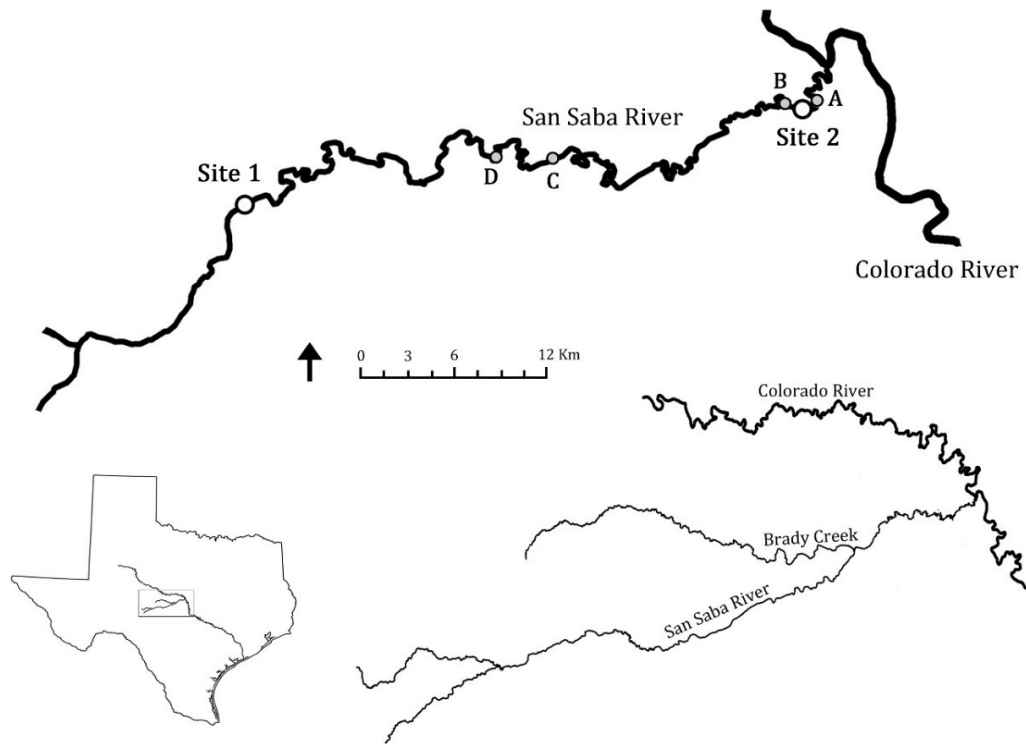 B
A
San Saba River
Site 2
Site 1
D
C
Colorado River
0 3 6 12 Km
Colorado River
Brady Creek
San Saba River